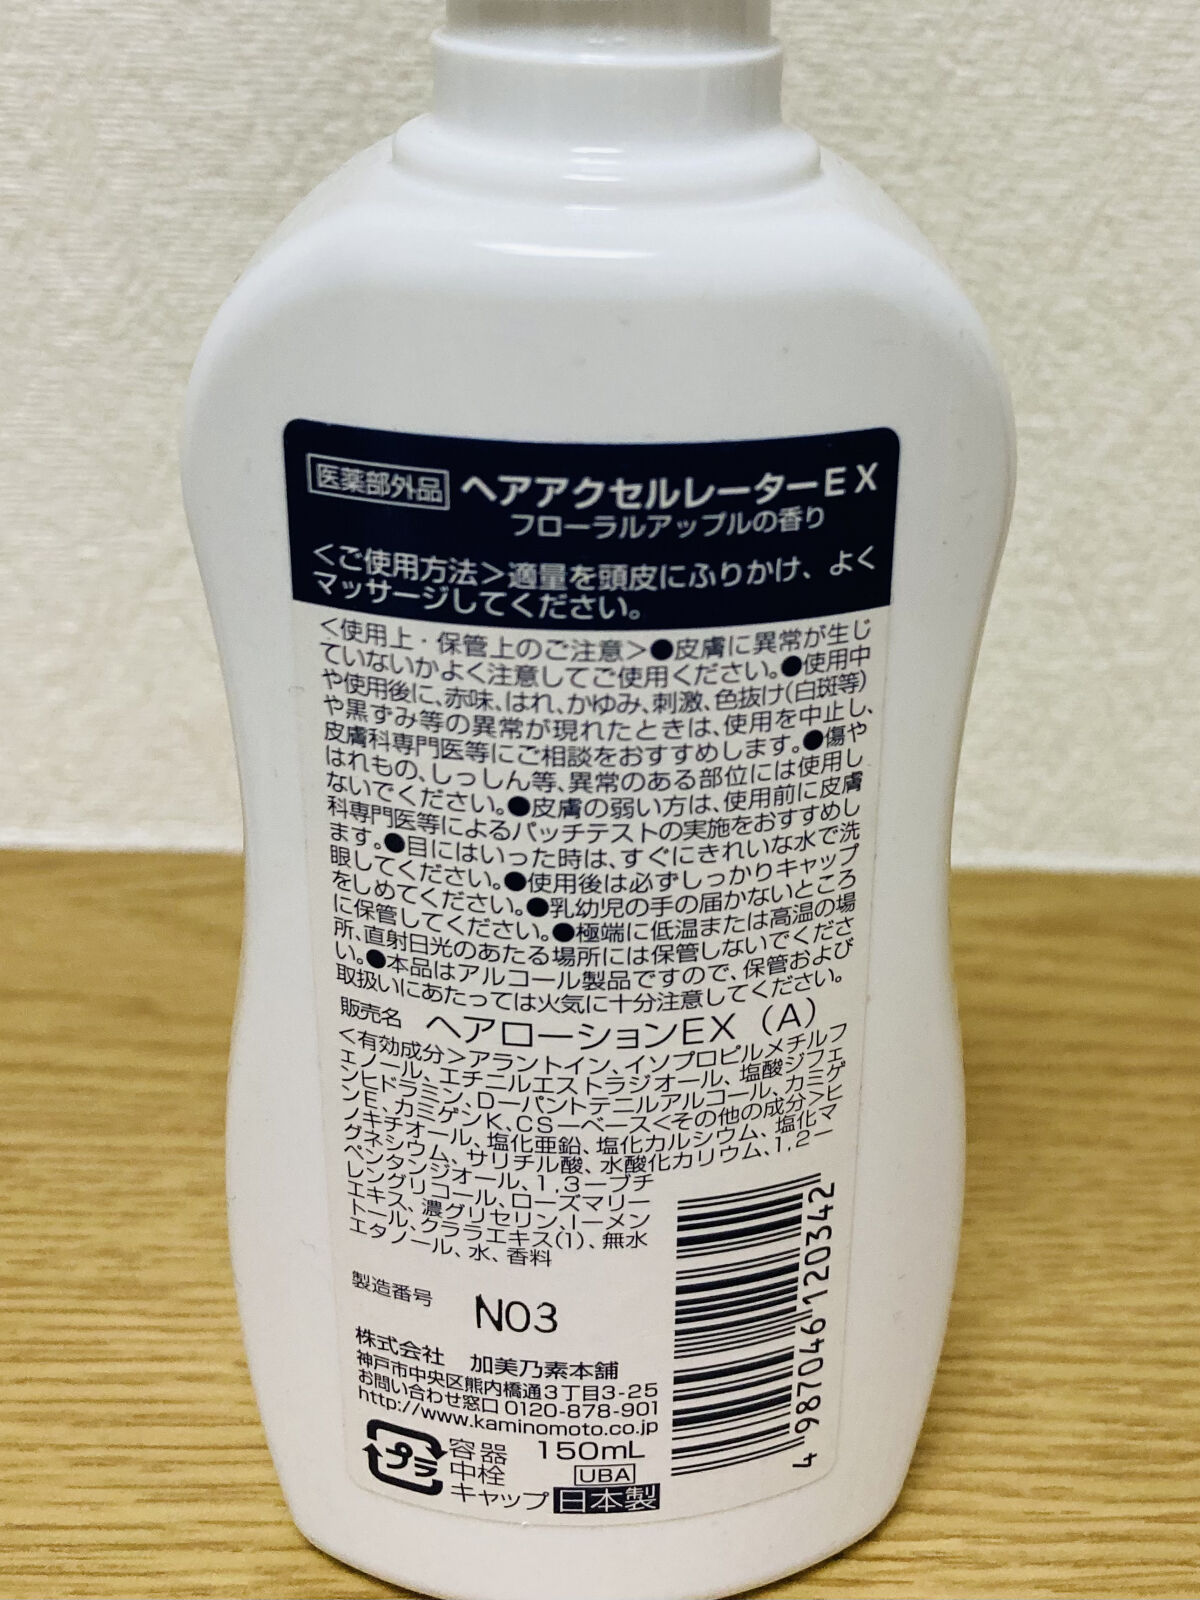 医薬部外品 ヘアアクセルレーターEX
フローラルアップルの香り
<ご使用方法>適量を頭皮にふりかけ、よく
マッサージしてください。
<使用上・保管上のご注意>●皮膚に異常が生じ
ていないかよく注意してご使用ください。●使用中
や使用後に、赤味、はれ、かゆみ、刺激、色抜け(白斑等)
や黒ずみ等の異常が現れたときは、使用を中止し、
皮膚科専門医等にご相談をおすすめします。●傷や
はれもの、しっしん等、異常のある部位には使用し
ないでください。●皮膚の弱い方は、使用前に皮膚
科専門医等によるパッチテストの実施をおすすめし
ます。●目にはいった時は、すぐにきれいな水で洗
眼してください。●使用後は必ずしっかりキャップ
をしめてください。●乳幼児の手の届かないところ
に保管してください。●極端に低温または高温の場
所、直射日光のあたる場所には保管しないでくださ
い。●本品はアルコール製品ですので、保管および
取扱いにあたっては火気に十分注意してください。
販売名 ヘアローションEX(A)
<有効成分>アラントイン、イソプロピルメチルフ
ェノール、エチニルエストラジオール、塩酸ジフェ
ンヒドラミン、D-パントテニルアルコール、カミゲ
ンE、カミゲンK、CS-ベース<その他の成分>ヒ
ノキチオール、塩化亜鉛、塩化カルシウム、塩化マ
グネシウム、サリチル酸、水酸化カリウム、1,2-
ペンタンジオール、1,3-ブチ
レングリコール、ローズマリー
エキス、濃グリセリン、l-メン
トール、クララエキス(1)、無水
エタノール、水、香料
製造番号 N03
株式会社 加美乃素本舗
神戸市中央区熊内橋通3丁目3-25
お問い合わせ窓口 0120-878-901
http://www.kaminomoto.co.jp
プラ 容器 150mL
中栓 UBA
キャップ 日本製
4 987046 120342